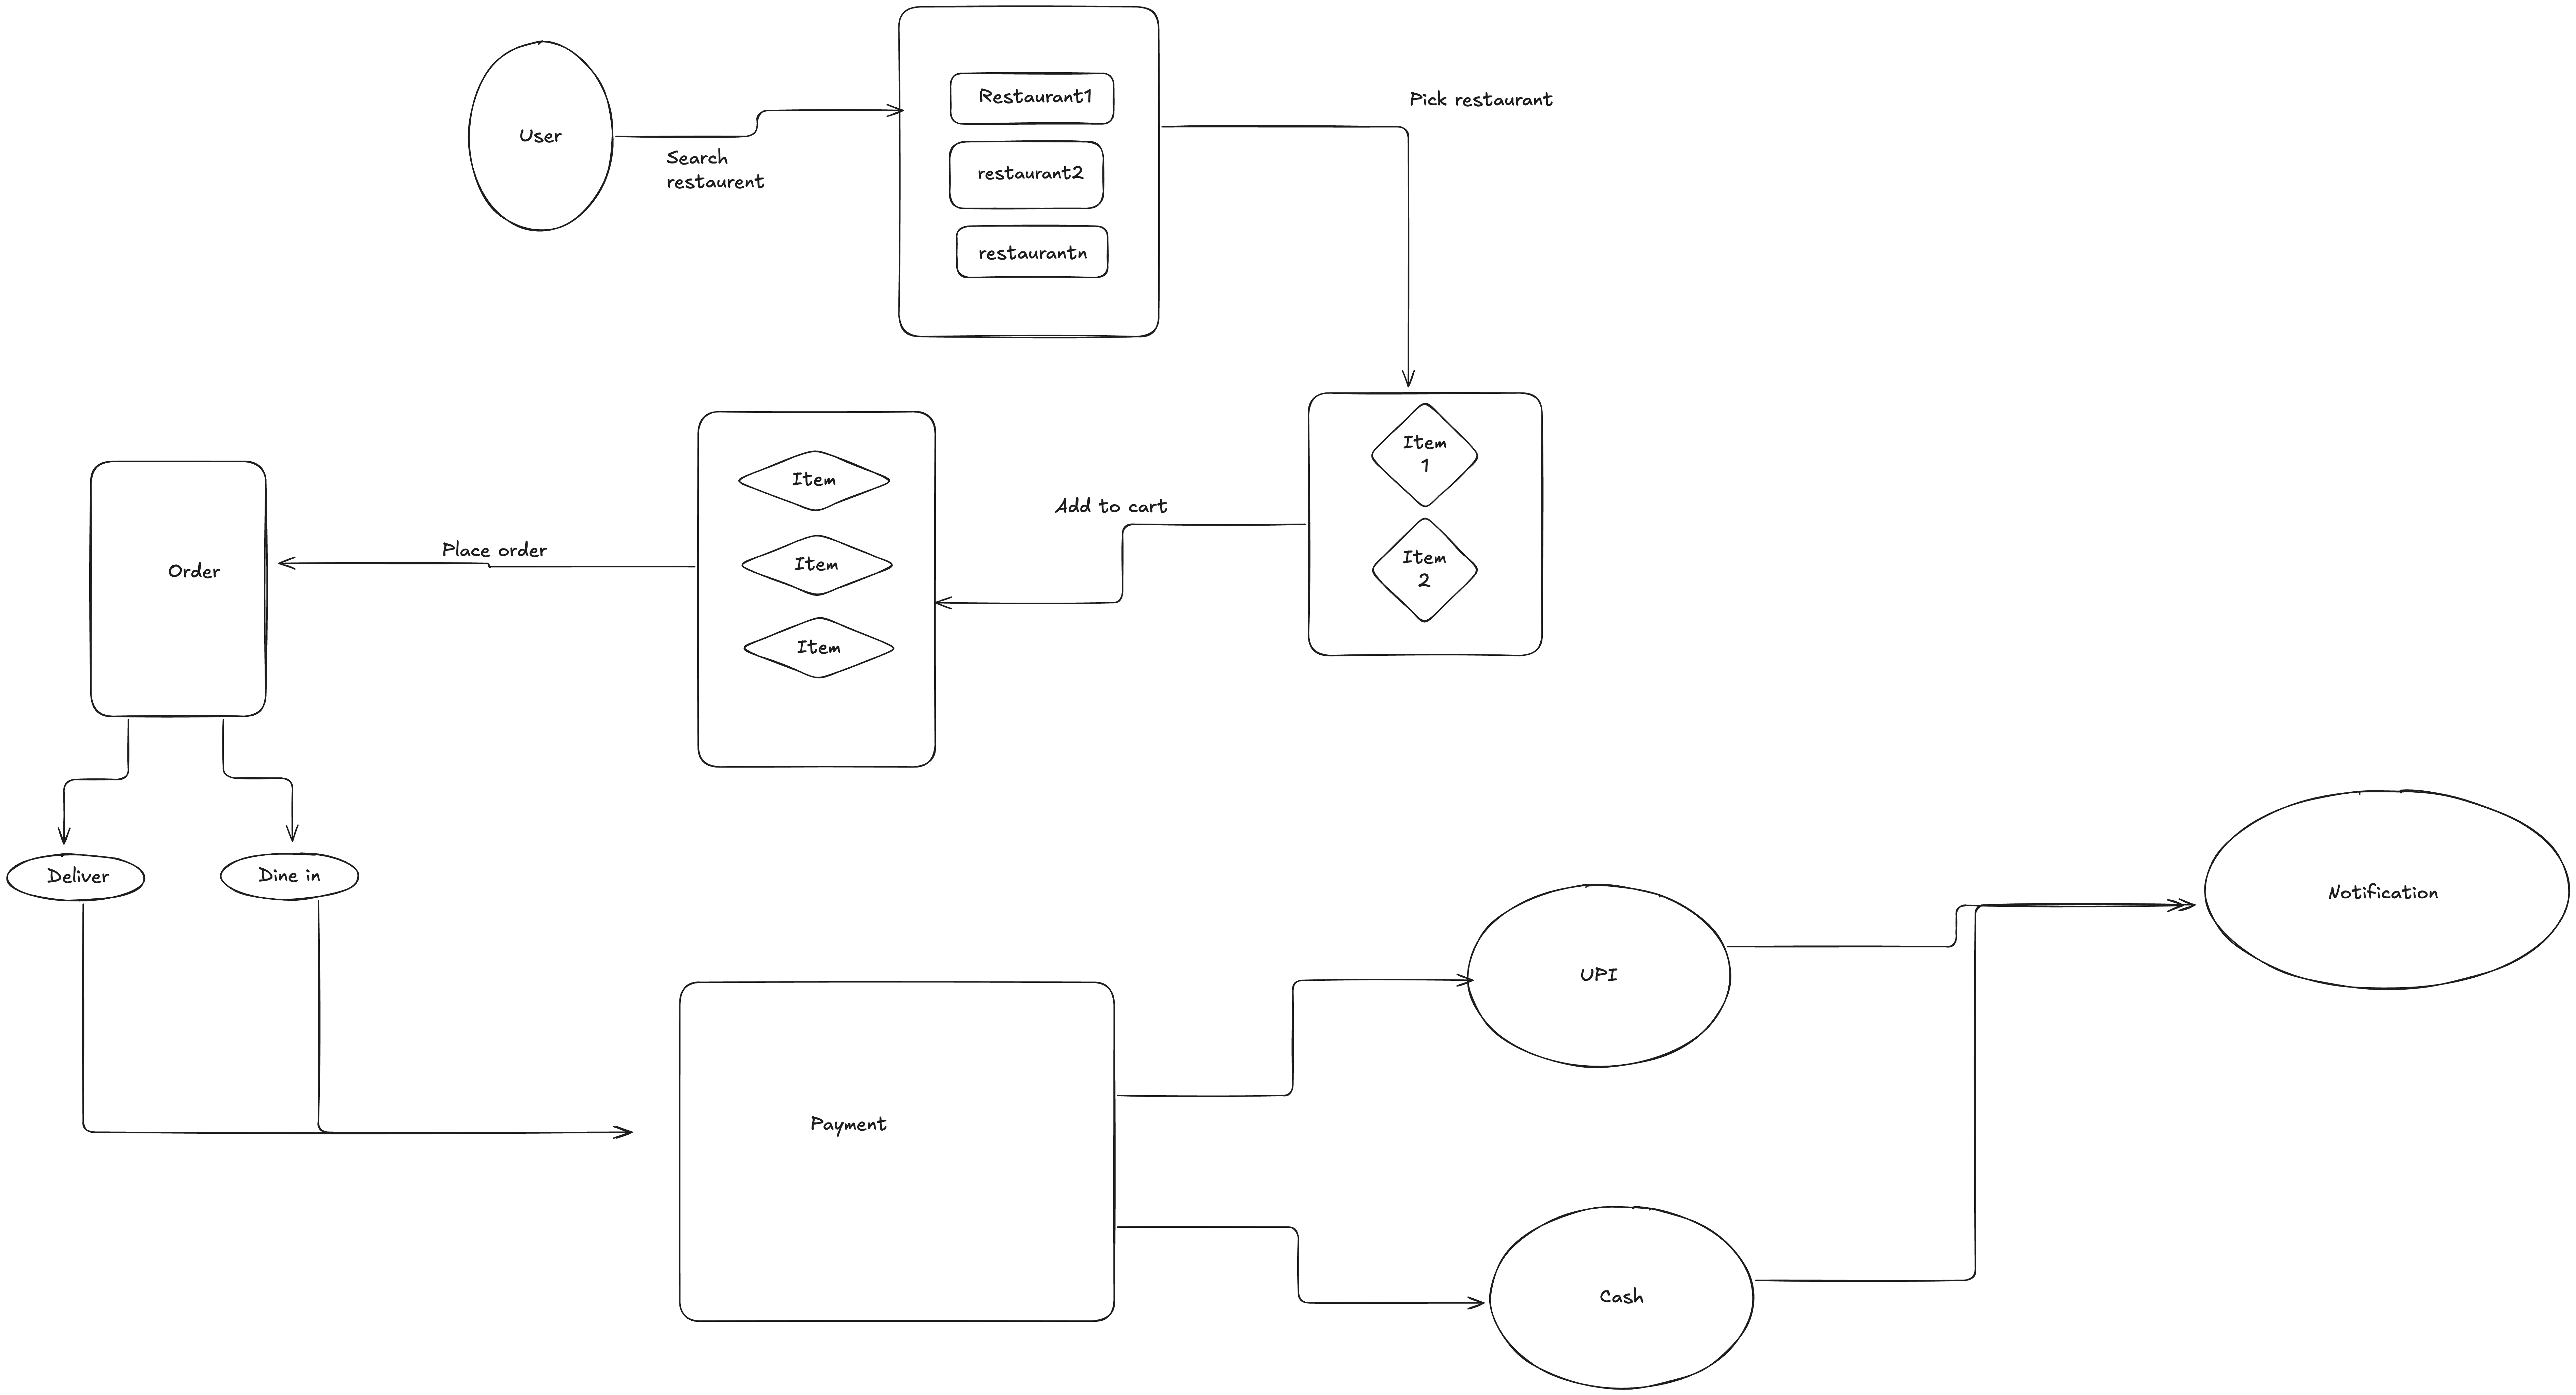 User
Search
restaurent
Restaurant1
restaurant2
restaurantn
Pick restaurant
Item
1
Item
2
Add to cart
Item
Item
Item
Place order
Order
Deliver
Dine in
Payment
UPI
Cash
Notification